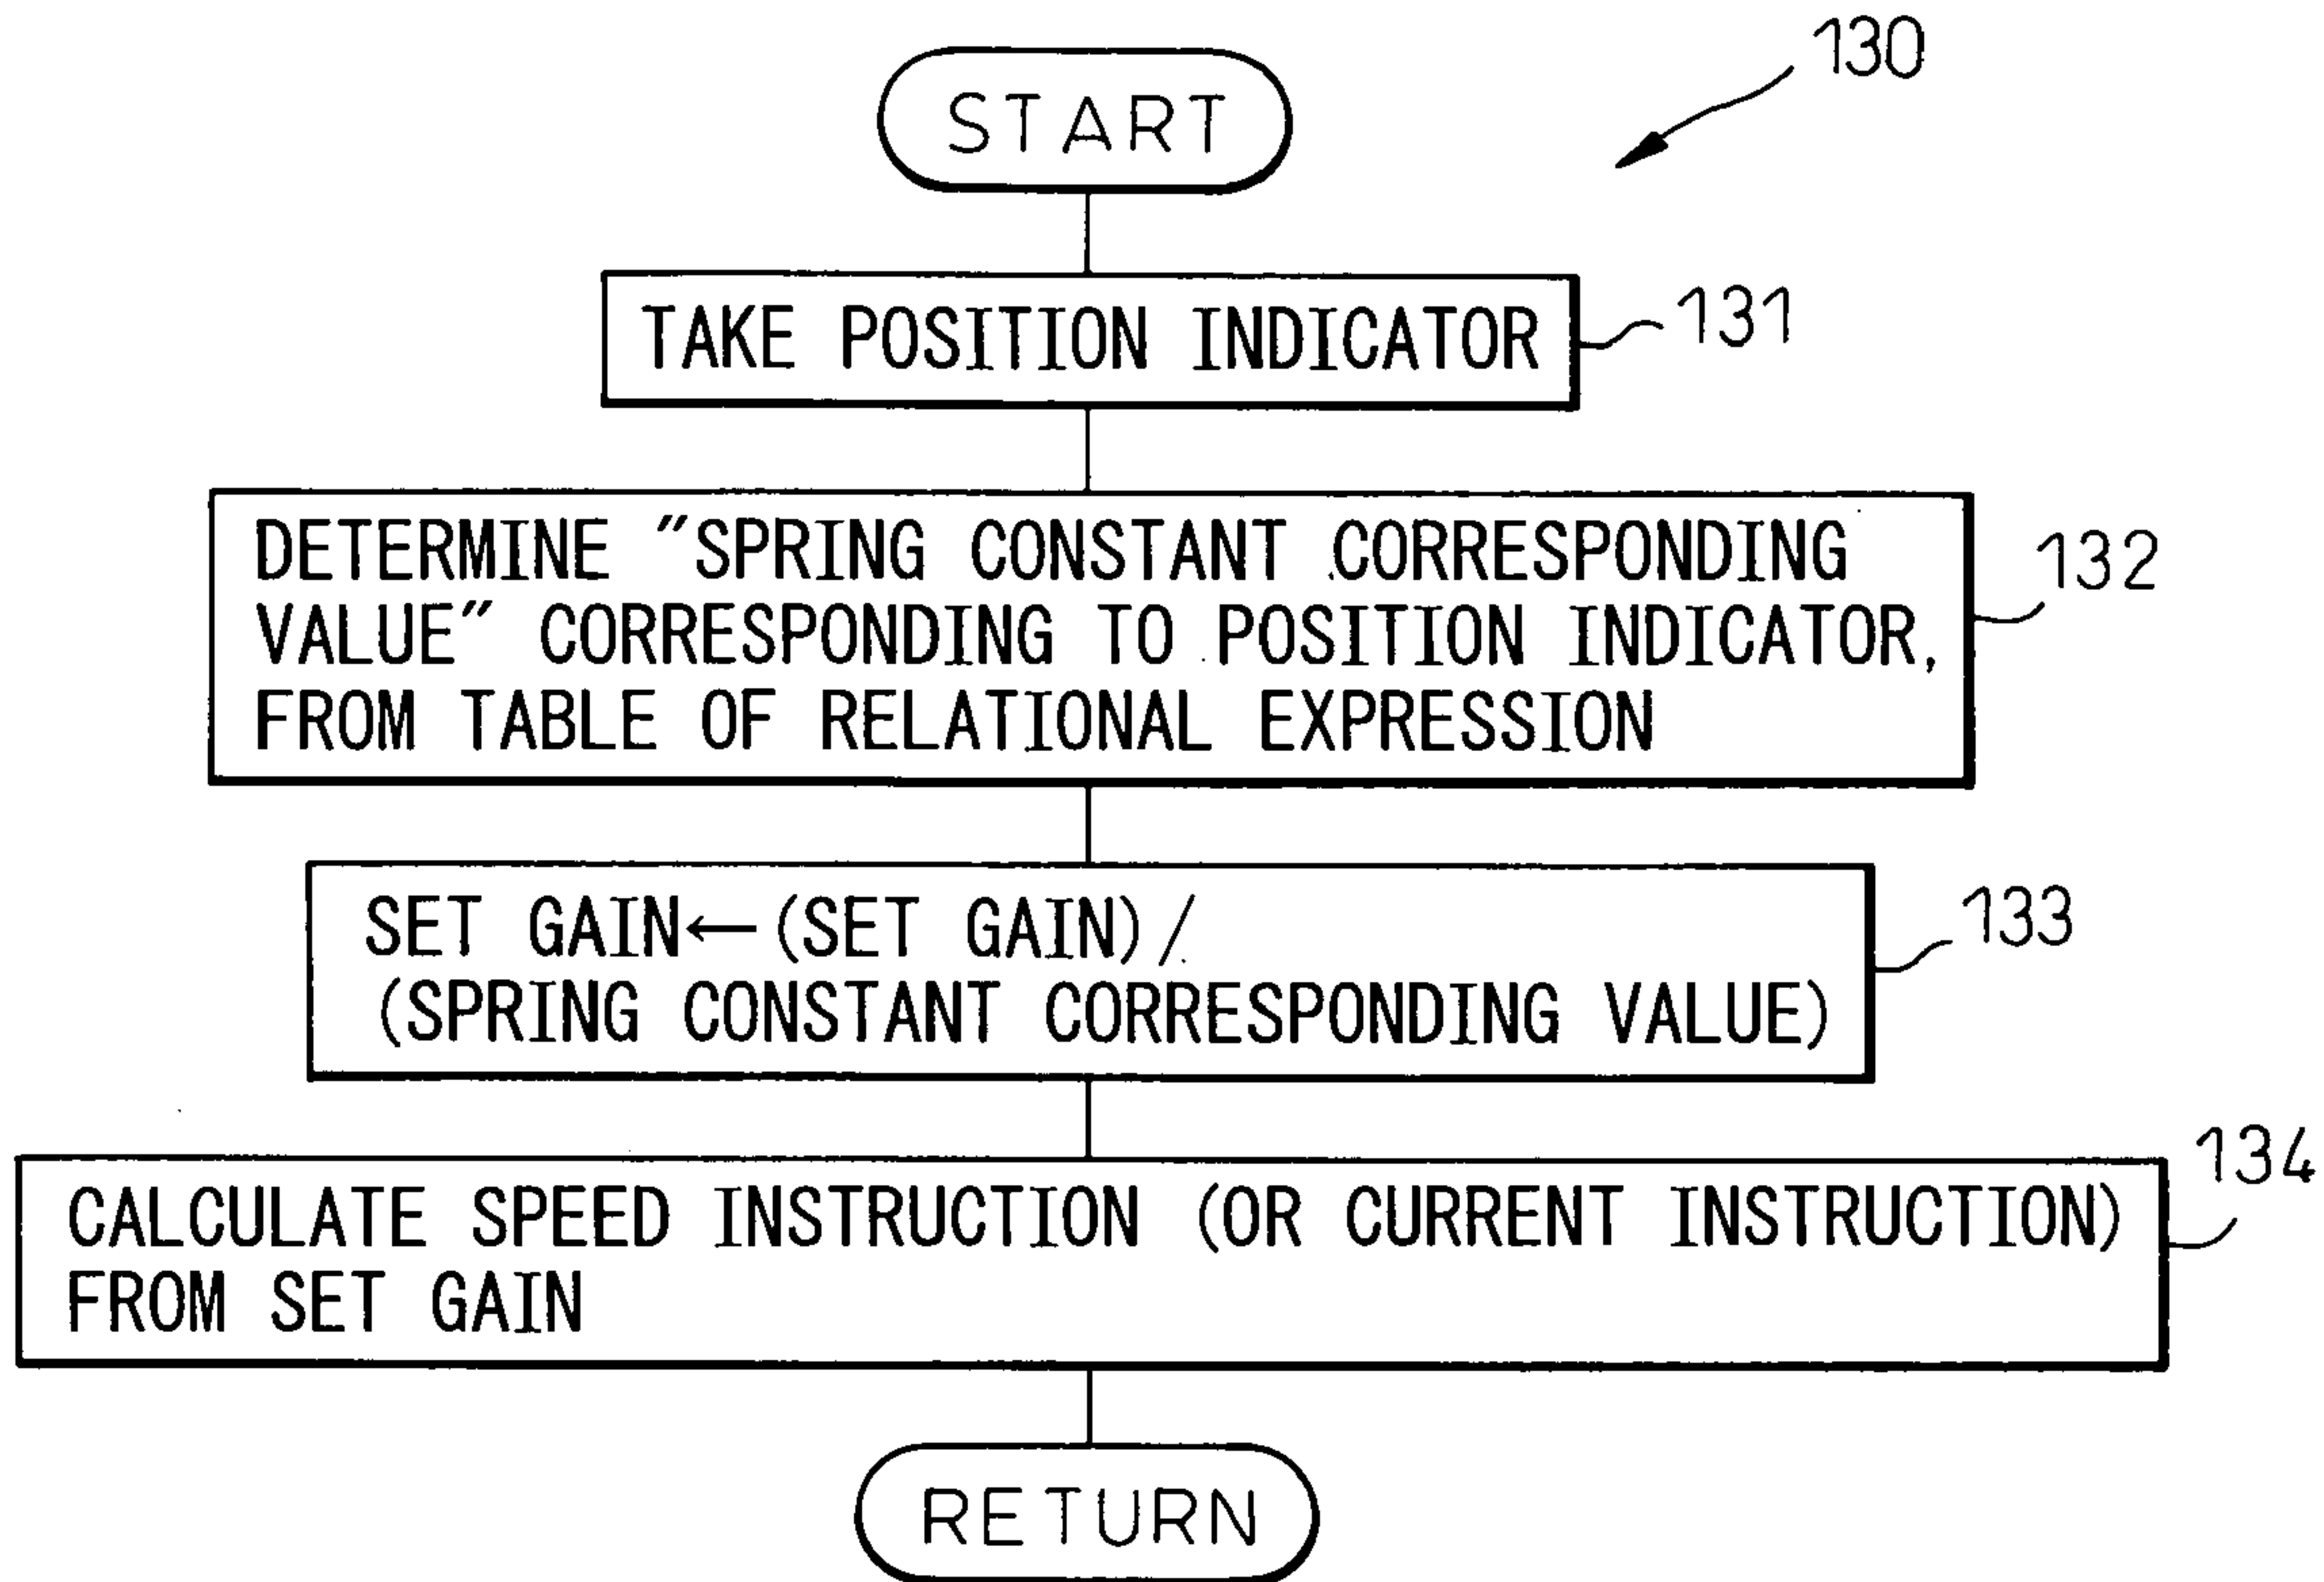 130
START
TAKE POSITION INDICATOR
131
DETERMINE "SPRING CONSTANT CORRESPONDING
VALUE" CORRESPONDING TO POSITION INDICATOR,
FROM TABLE OF RELATIONAL EXPRESSION
132
SET GAIN←(SET GAIN)/
(SPRING CONSTANT CORRESPONDING VALUE)
133
CALCULATE SPEED INSTRUCTION (OR CURRENT INSTRUCTION)
FROM SET GAIN
134
RETURN